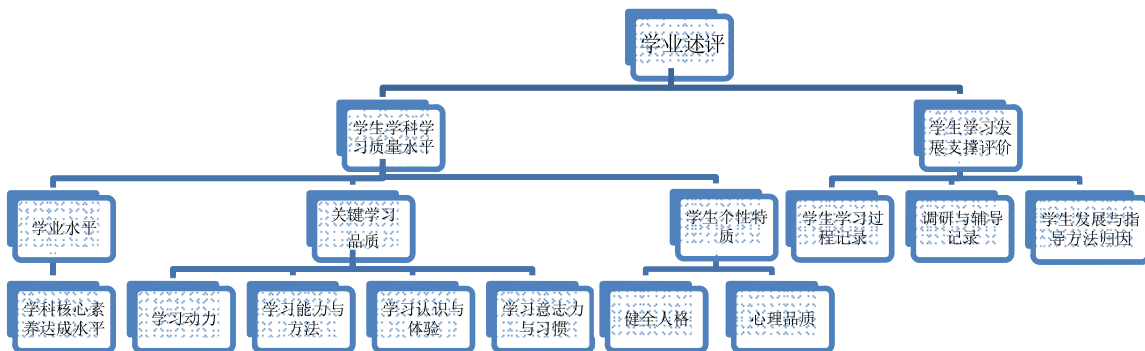 学业述评
学生学科学
习质量水平
学生学习发
展支撑评价
学业水平
关键学习
品质
学生个性特
质
学生学习过
程记录
调研与辅导
记录
学生发展与指
导方法归因
学科核心素
养达成水平
学习动力
学习能力与
方法
学习认识与
体验
学习意志力
与习惯
健全人格
心理品质